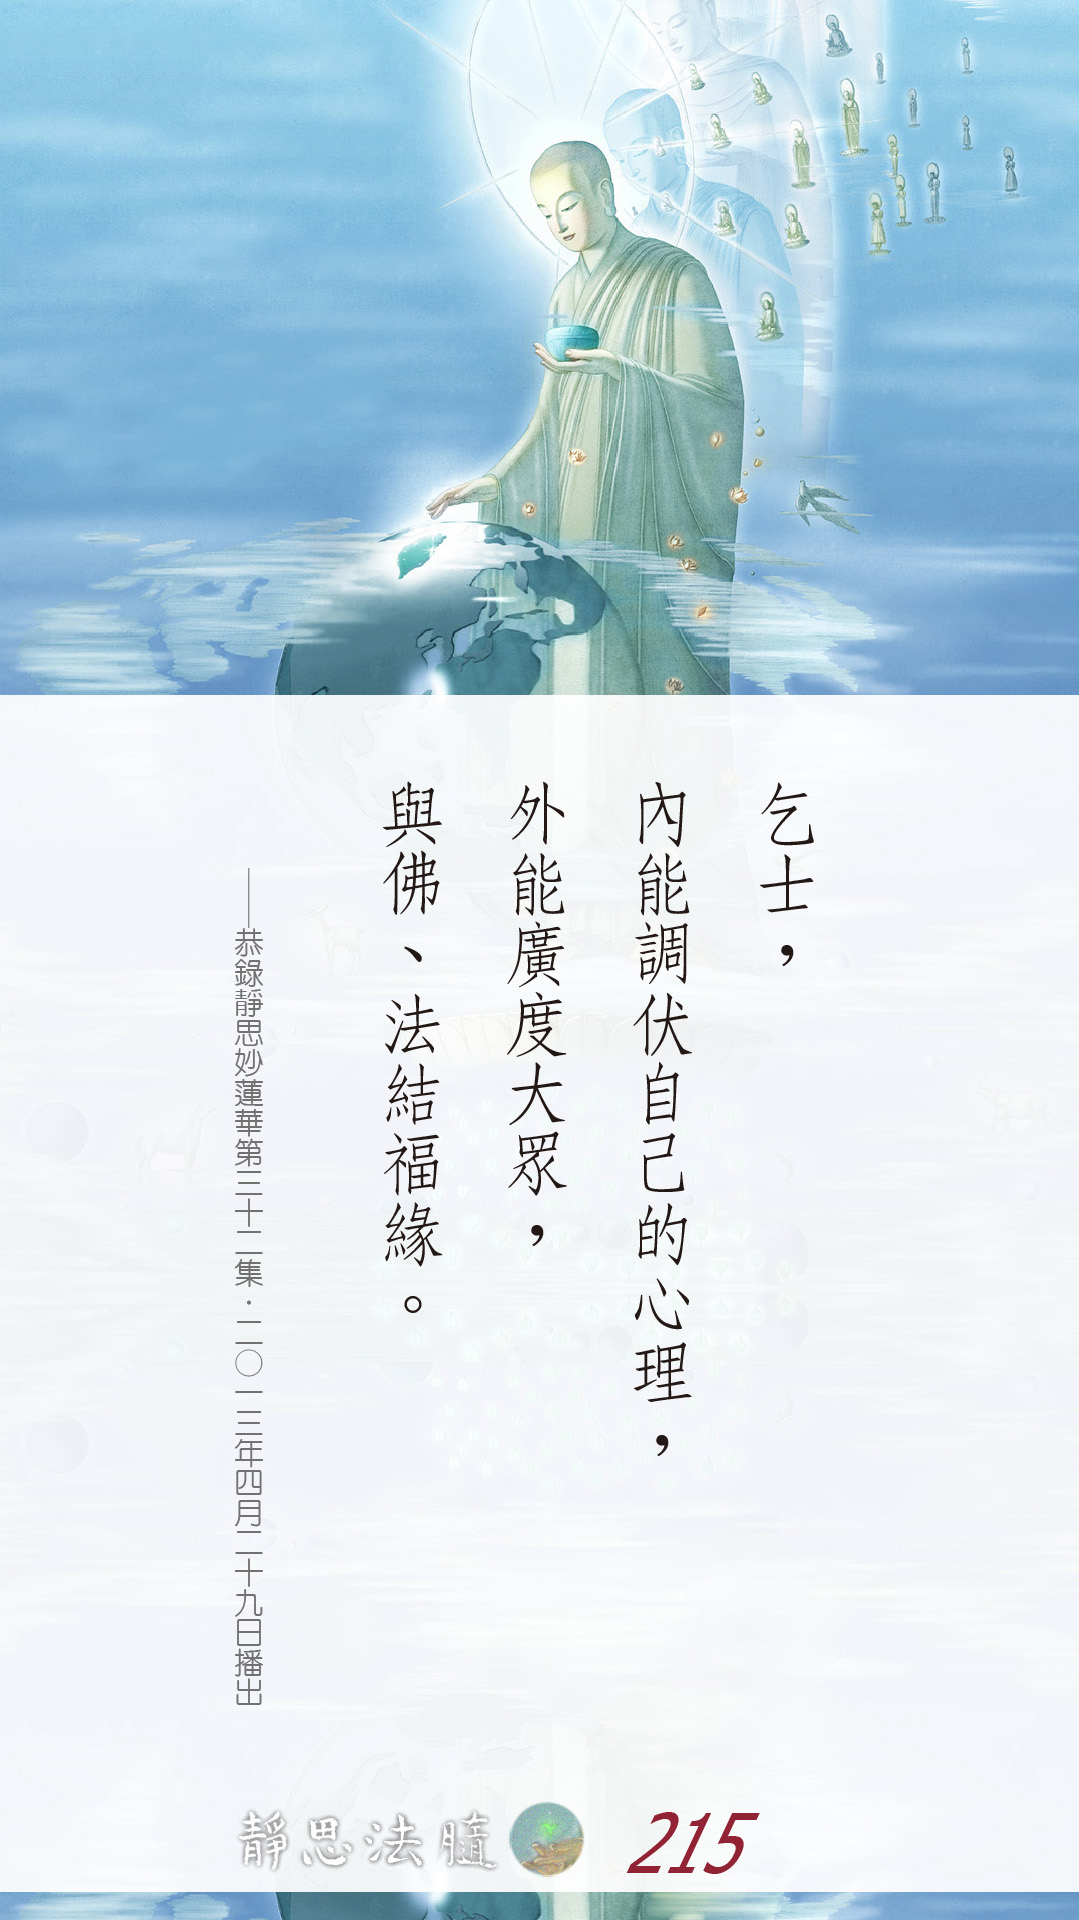 乞士，
內能調伏自己的心理，
外能廣度大眾，
與佛、法結福緣。
──恭錄靜思妙蓮華第三十二集．二〇一三年四月二十九日播出
靜思法髓
215